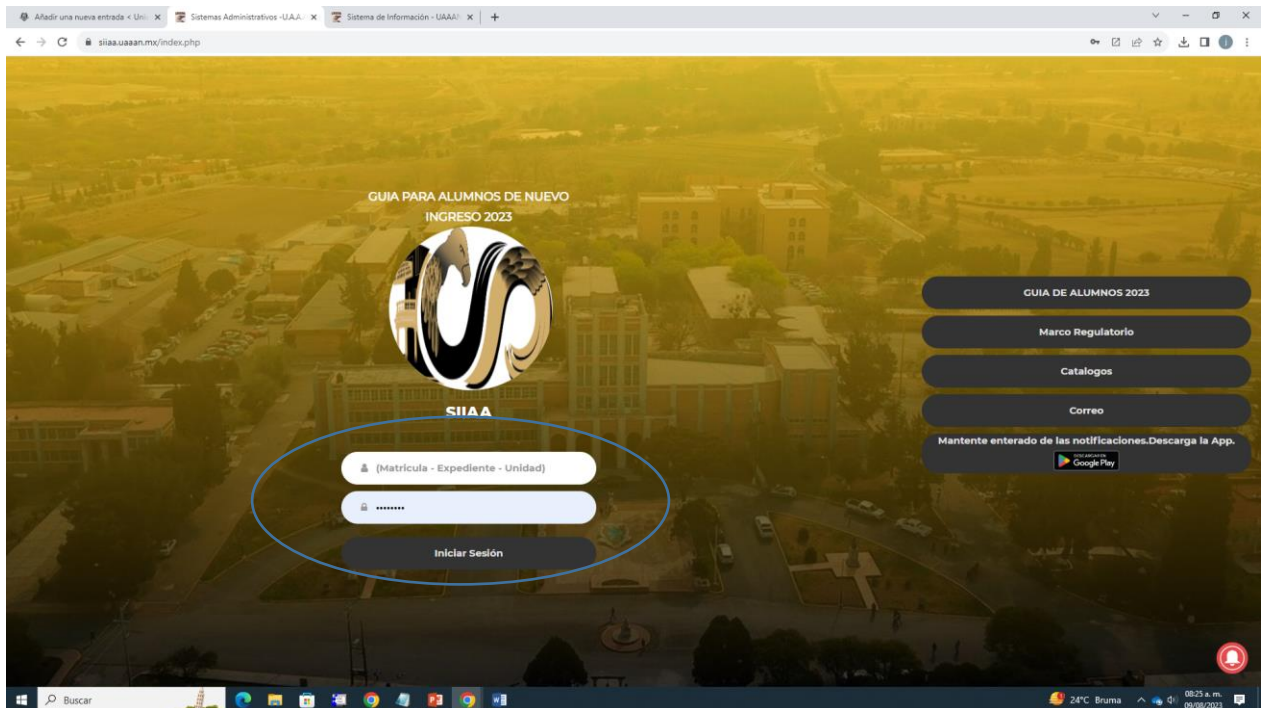 Añadir una nueva entrada < Uni
Sistemas Administrativos -U.A.A.
Sistema de Información - UAAAN
siiaa.uaaan.mx/index.php
GUIA PARA ALUMNOS DE NUEVO
INGRESO 2023
SIIAA
(Matricula - Expediente - Unidad)
Iniciar Sesión
GUIA DE ALUMNOS 2023
Marco Regulatorio
Catalogos
Correo
Mantente enterado de las notificaciones.Descarga la App.
Google Play
Buscar
24°C Bruma
08:25 a. m.
09/08/2023